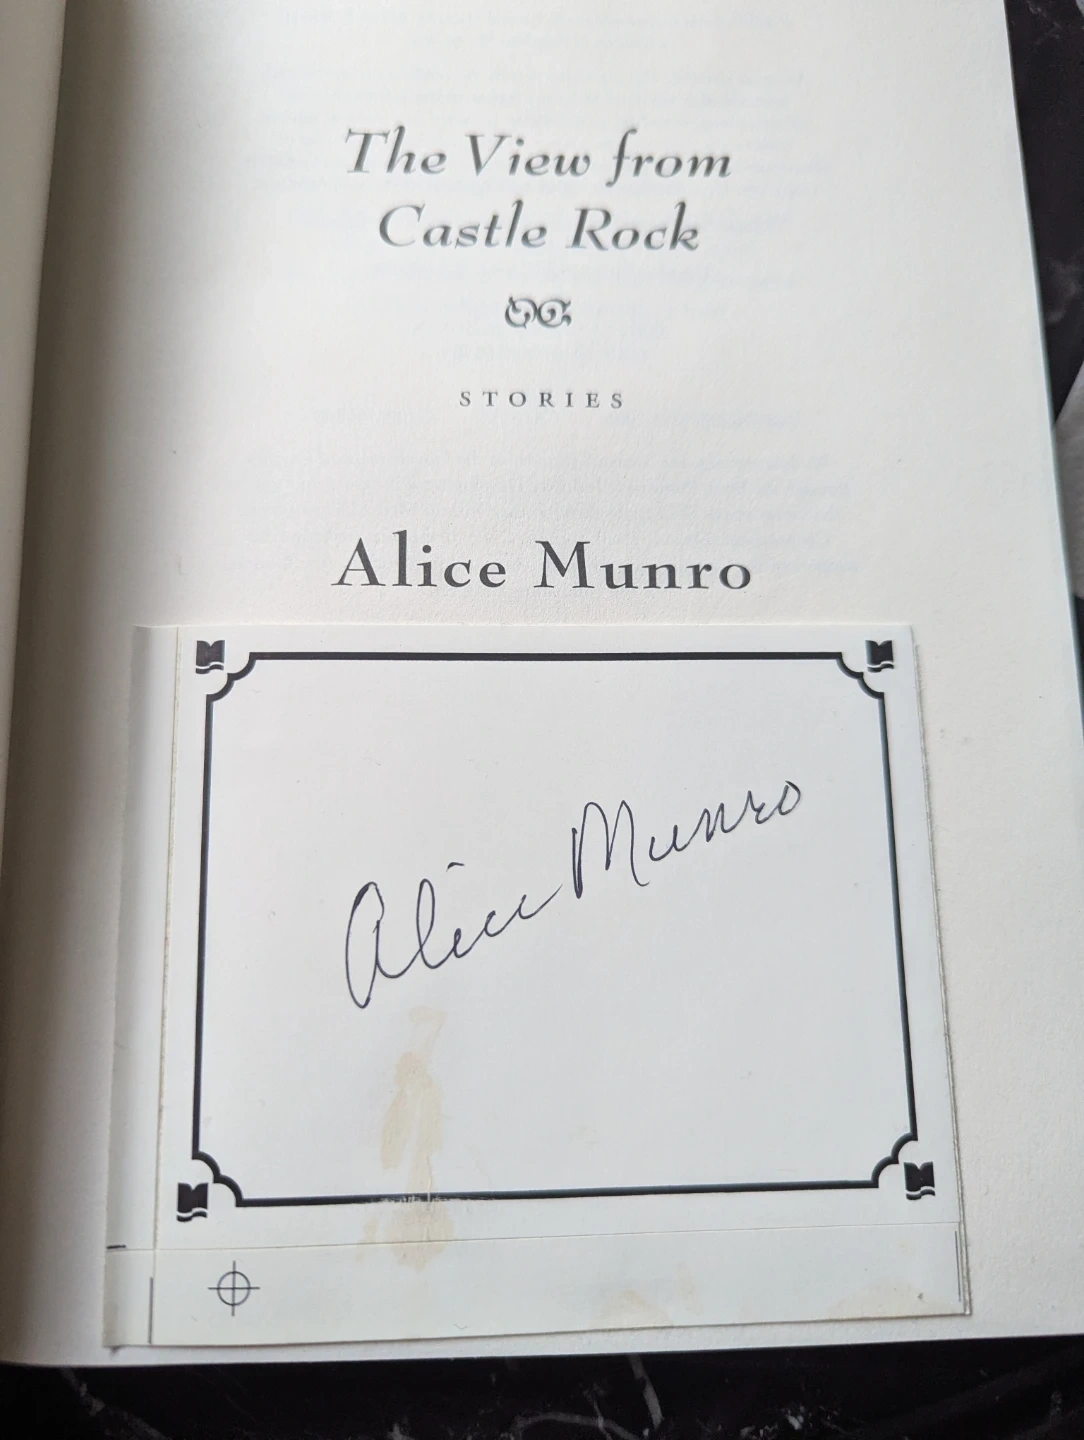 The View from
Castle Rock
STORIES
Alice Munro
Alice Munro